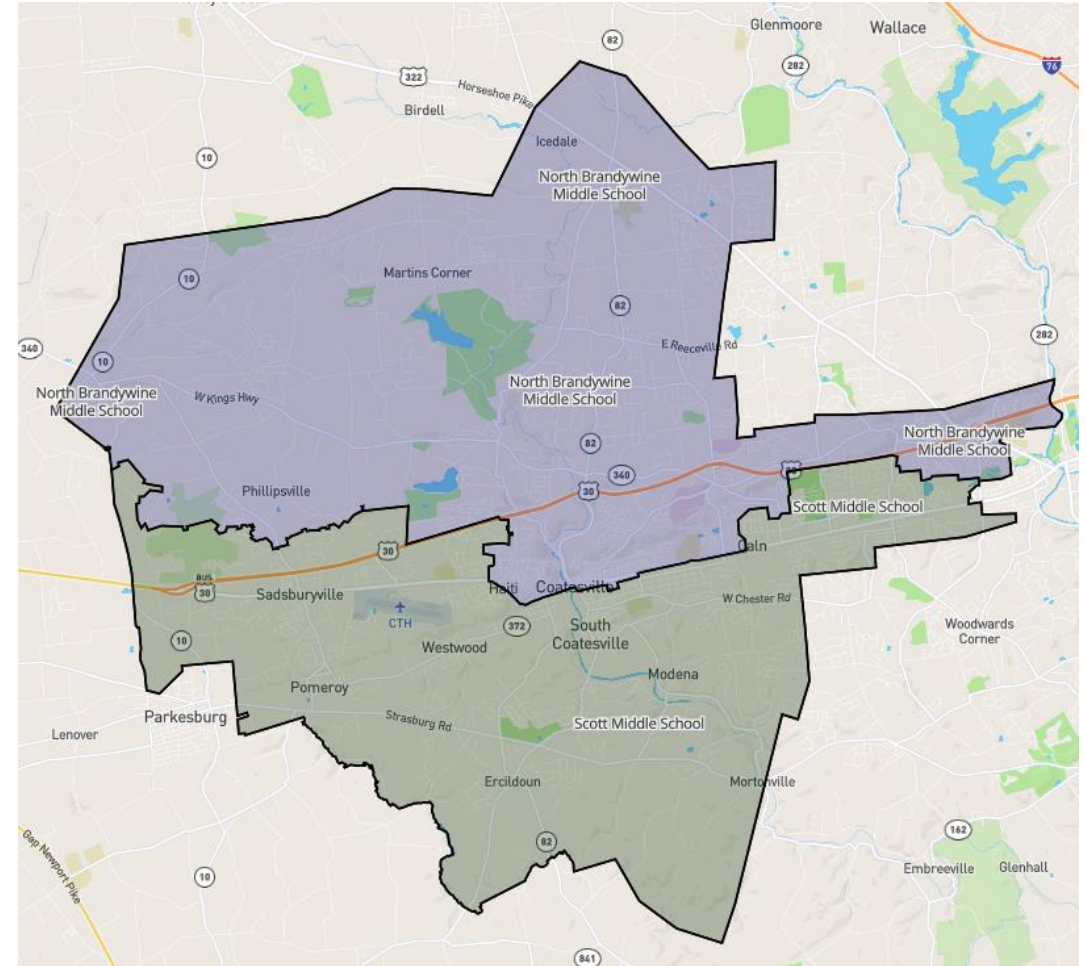 Glenmoore
Wallace
82
76
322
282
Horseshoe Pike
Birdell
Icedale
10
North Brandywine
Middle School
Martins Corner
10
82
282
E Reeceville Rd
340
10
North Brandywine
Middle School
North Brandywine
Middle School
W Kings Hwy
82
North Brandywine
Middle School
340
30
Phillipsville
30
Scott Middle School
30
Caln
BUS
30
Sadsburyville
Haiti
Coatesville
W Chester Rd
CTH
372
South
Coatesville
Woodwards
Corner
10
Westwood
Modena
Pomeroy
Parkesburg
Strasburg Rd
Scott Middle School
Lenover
Ercildoun
Mortonville
82
162
Gap Newport Pike
10
Embreeville
Glenhall
841